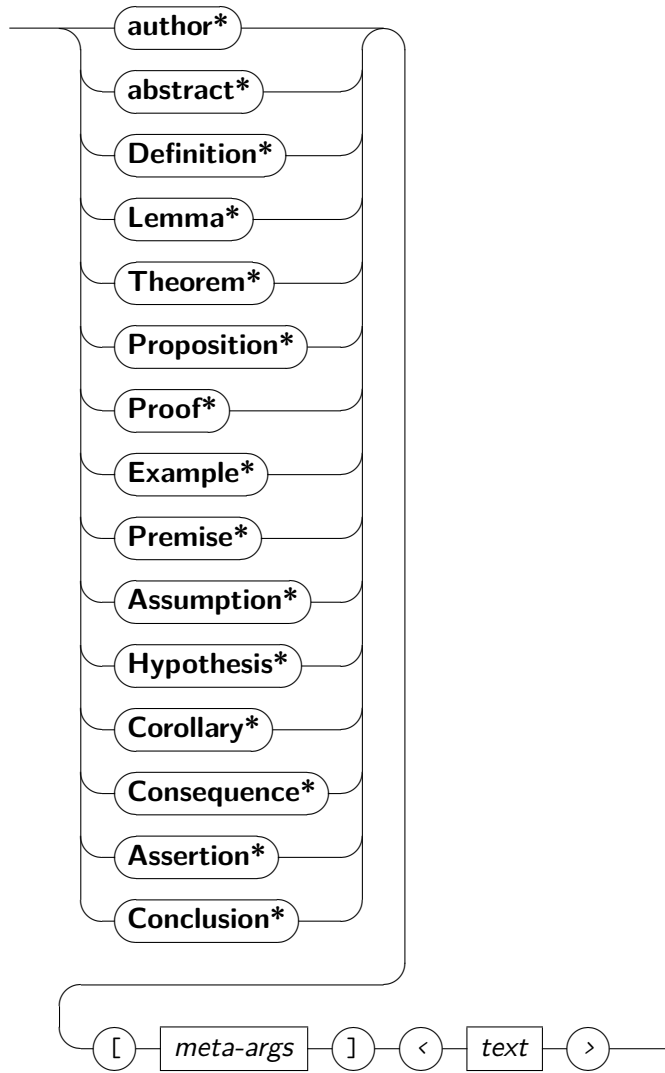 author*
abstract*
Definition*
Lemma*
Theorem*
Proposition*
Proof*
Example*
Premise*
Assumption*
Hypothesis*
Corollary*
Consequence*
Assertion*
Conclusion*
[ meta-args ] < text >